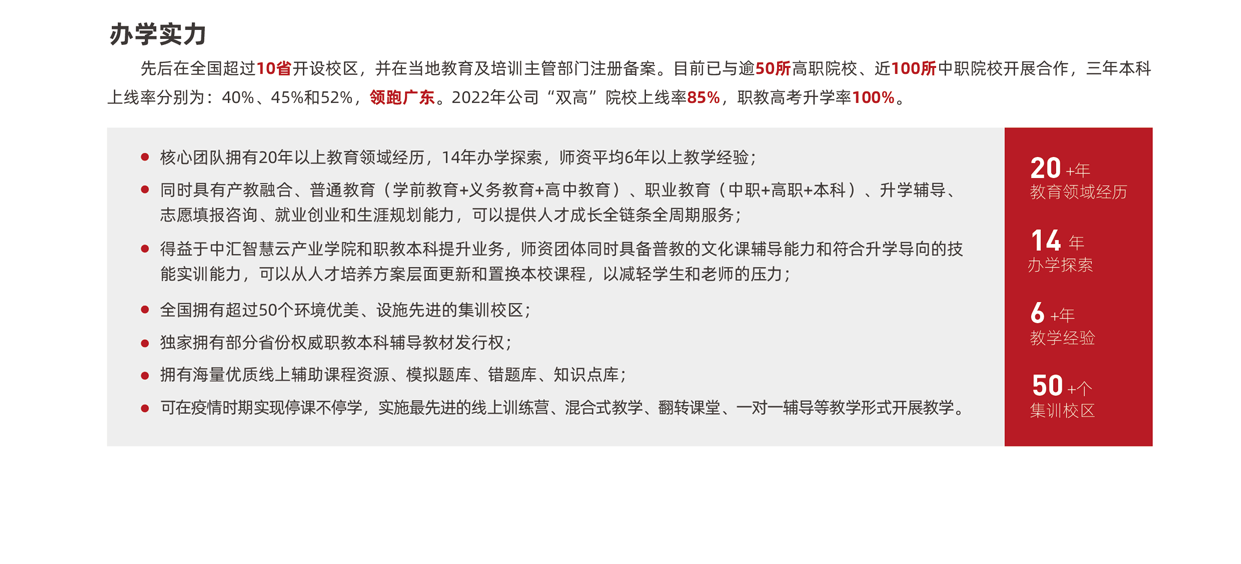 办学实力
先后在全国超过10省开设校区，并在当地教育及培训主管部门注册备案。目前已与逾50所高职院校、近100所中职院校开展合作，三年本科
上线率分别为：40%、45%和52%，领跑广东。2022年公司“双高”院校上线率85%，职教高考升学率100%。
核心团队拥有20年以上教育领域经历，14年办学探索，师资平均6年以上教学经验；
同时具有产教融合、普通教育（学前教育+义务教育+高中教育）、职业教育（中职+高职+本科）、升学辅导、
志愿填报咨询、就业创业和生涯规划能力，可以提供人才成长全链条全周期服务；
得益于中汇智慧云产业学院和职教本科提升业务，师资团体同时具备普教的文化课辅导能力和符合升学导向的技
能实训能力，可以从人才培养方案层面更新和置换本校课程，以减轻学生和老师的压力；
全国拥有超过50个环境优美、设施先进的集训校区；
独家拥有部分省份权威职教本科辅导教材发行权；
拥有海量优质线上辅助课程资源、模拟题库、错题库、知识点库；
可在疫情时期实现停课不停学，实施最先进的线上训练营、混合式教学、翻转课堂、一对一辅导等教学形式开展教学。
20 +年
教育领域经历
14 年
办学探索
6 +年
教学经验
50 +个
集训校区